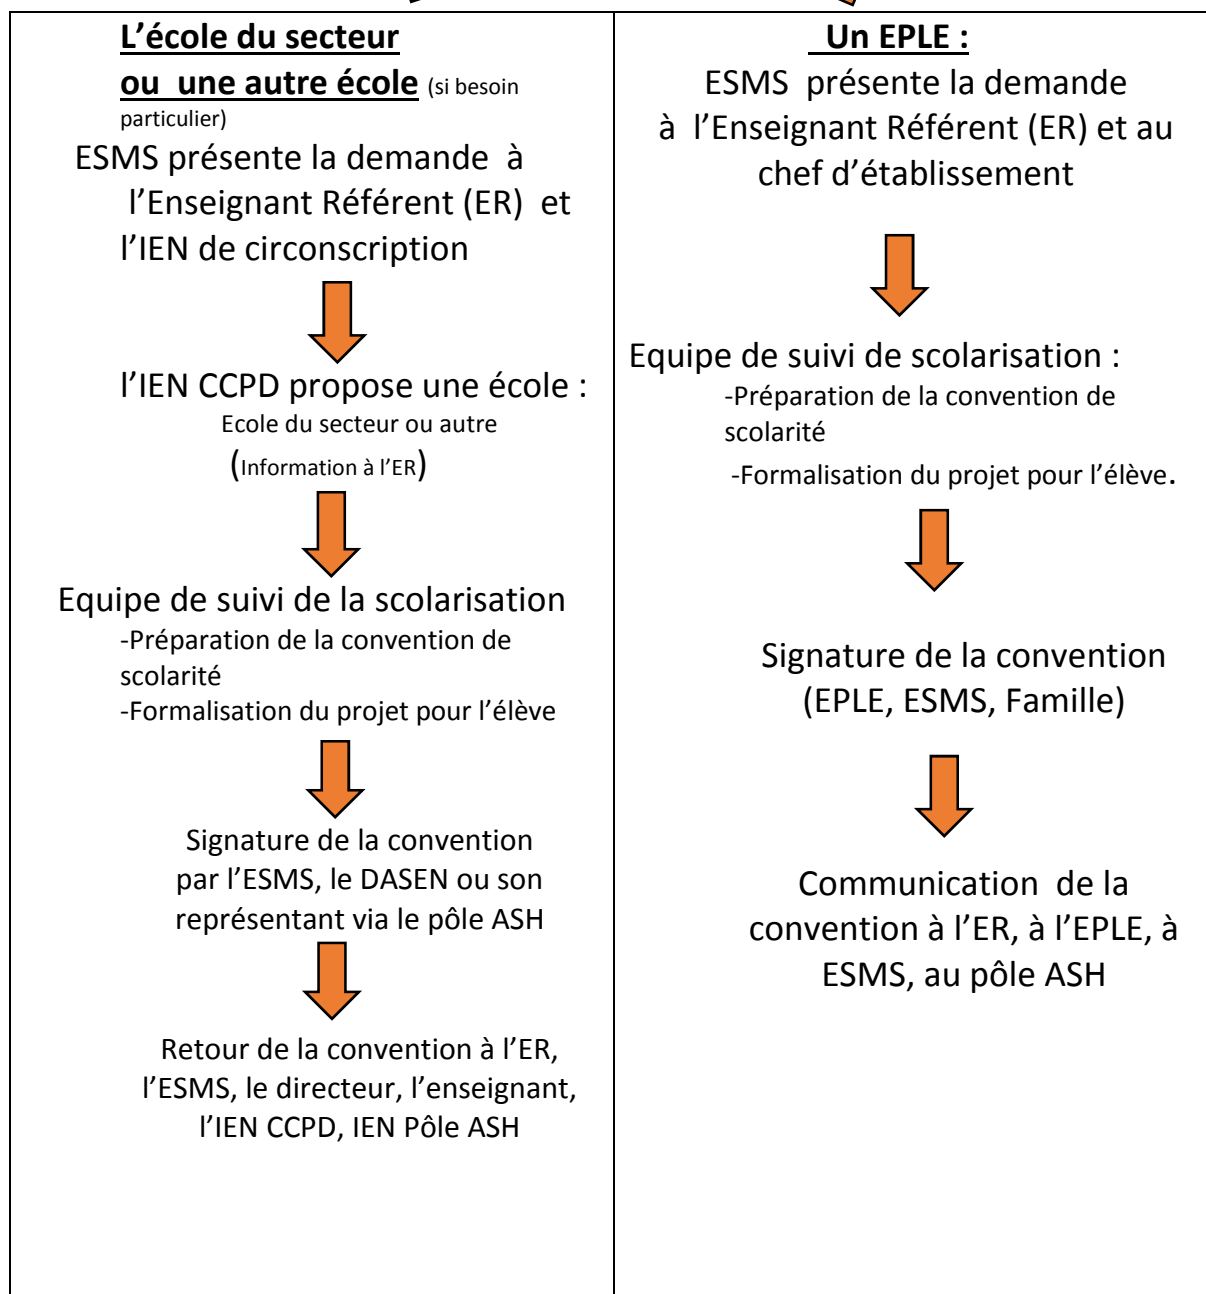 L’école du secteur
ou une autre école (si besoin
particulier)
ESMS présente la demande à
l’Enseignant Référent (ER) et
l’IEN de circonscription
l’IEN CCPD propose une école :
Ecole du secteur ou autre
(Information à l’ER)
Equipe de suivi de la scolarisation
-Préparation de la convention de
scolarité
-Formalisation du projet pour l’élève
Signature de la convention
par l’ESMS, le DASEN ou son
représentant via le pôle ASH
Retour de la convention à l’ER,
l’ESMS, le directeur, l’enseignant,
l’IEN CCPD, IEN Pôle ASH
Un EPLE :
ESMS présente la demande
à l’Enseignant Référent (ER) et au
chef d’établissement
Equipe de suivi de scolarisation :
-Préparation de la convention de
scolarité
-Formalisation du projet pour l’élève.
Signature de la convention
(EPLE, ESMS, Famille)
Communication de la
convention à l’ER, à l’EPLE, à
ESMS, au pôle ASH